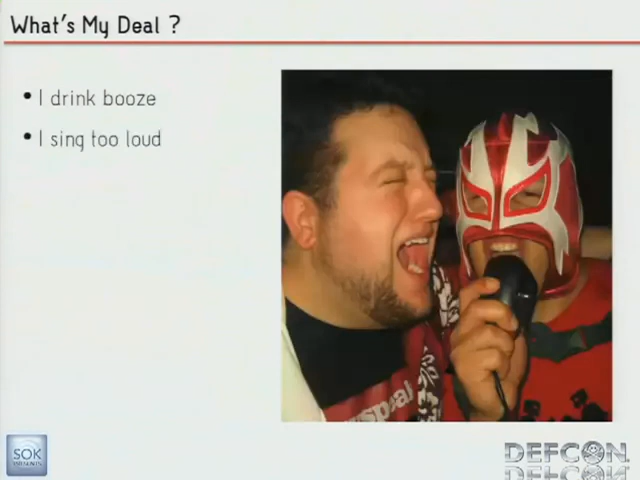 What's My Deal ?
• I drink booze
• I sing too loud
SOK
DEFCON